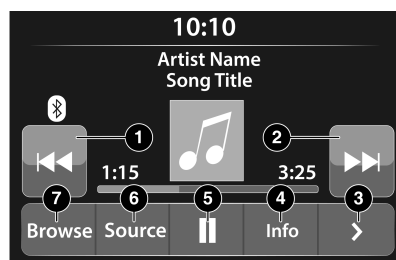 10:10
Artist Name
Song Title
1 2
1:15 3:25
7 6 5 4 3
Browse Source Info >